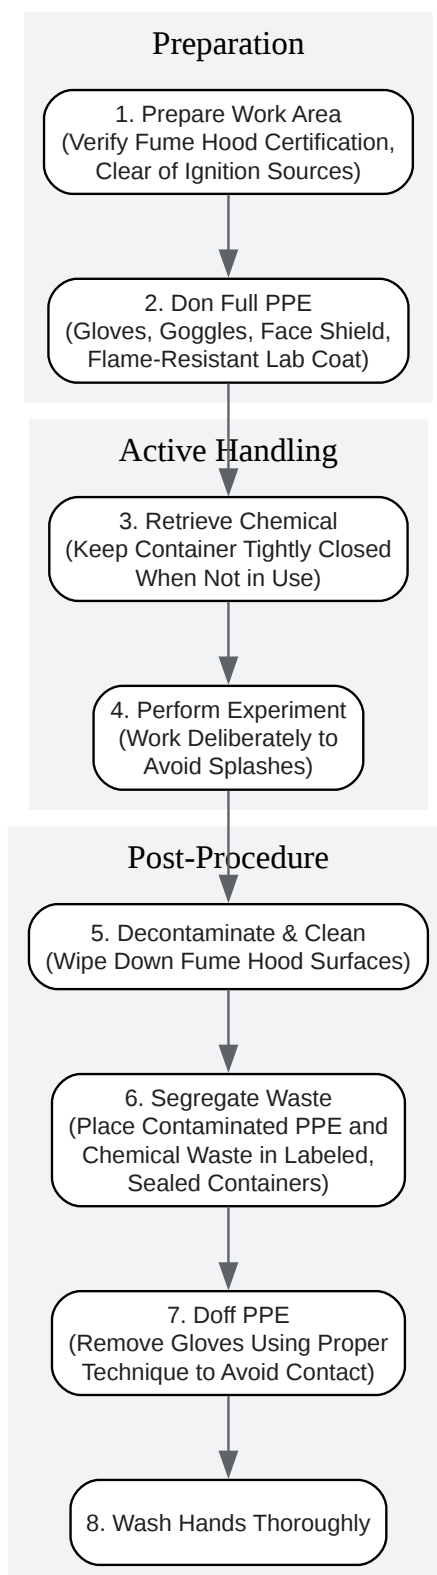 Preparation
1. Prepare Work Area
(Verify Fume Hood Certification,
Clear of Ignition Sources)
2. Don Full PPE
(Gloves, Goggles, Face Shield,
Flame-Resistant Lab Coat)
Active Handling
3. Retrieve Chemical
(Keep Container Tightly Closed
When Not in Use)
4. Perform Experiment
(Work Deliberately to
Avoid Splashes)
Post-Procedure
5. Decontaminate & Clean
(Wipe Down Fume Hood Surfaces)
6. Segregate Waste
(Place Contaminated PPE and
Chemical Waste in Labeled,
Sealed Containers)
7. Doff PPE
(Remove Gloves Using Proper
Technique to Avoid Contact)
8. Wash Hands Thoroughly